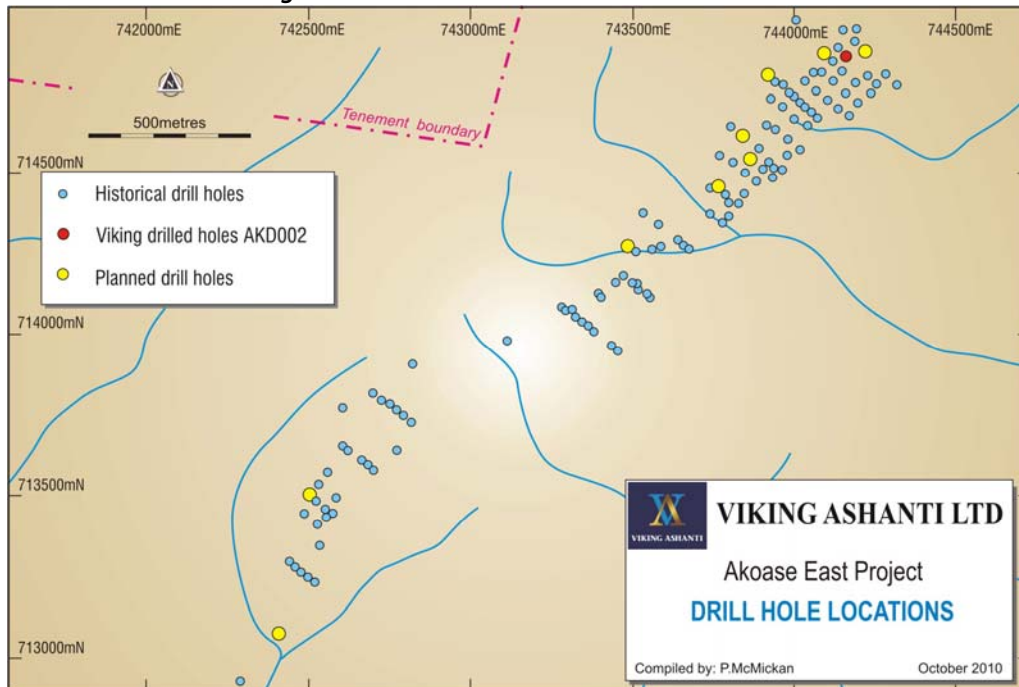 742000mE
742500mE
743000mE
743500mE
744000mE
744500mE
N
500metres
Tenement boundary
714500mN
Historical drill holes
Viking drilled holes AKD002
Planned drill holes
714000mN
713500mN
VIKING ASHANTI
VIKING ASHANTI LTD
Akoase East Project
DRILL HOLE LOCATIONS
713000mN
Compiled by: P.McMickan
October 2010